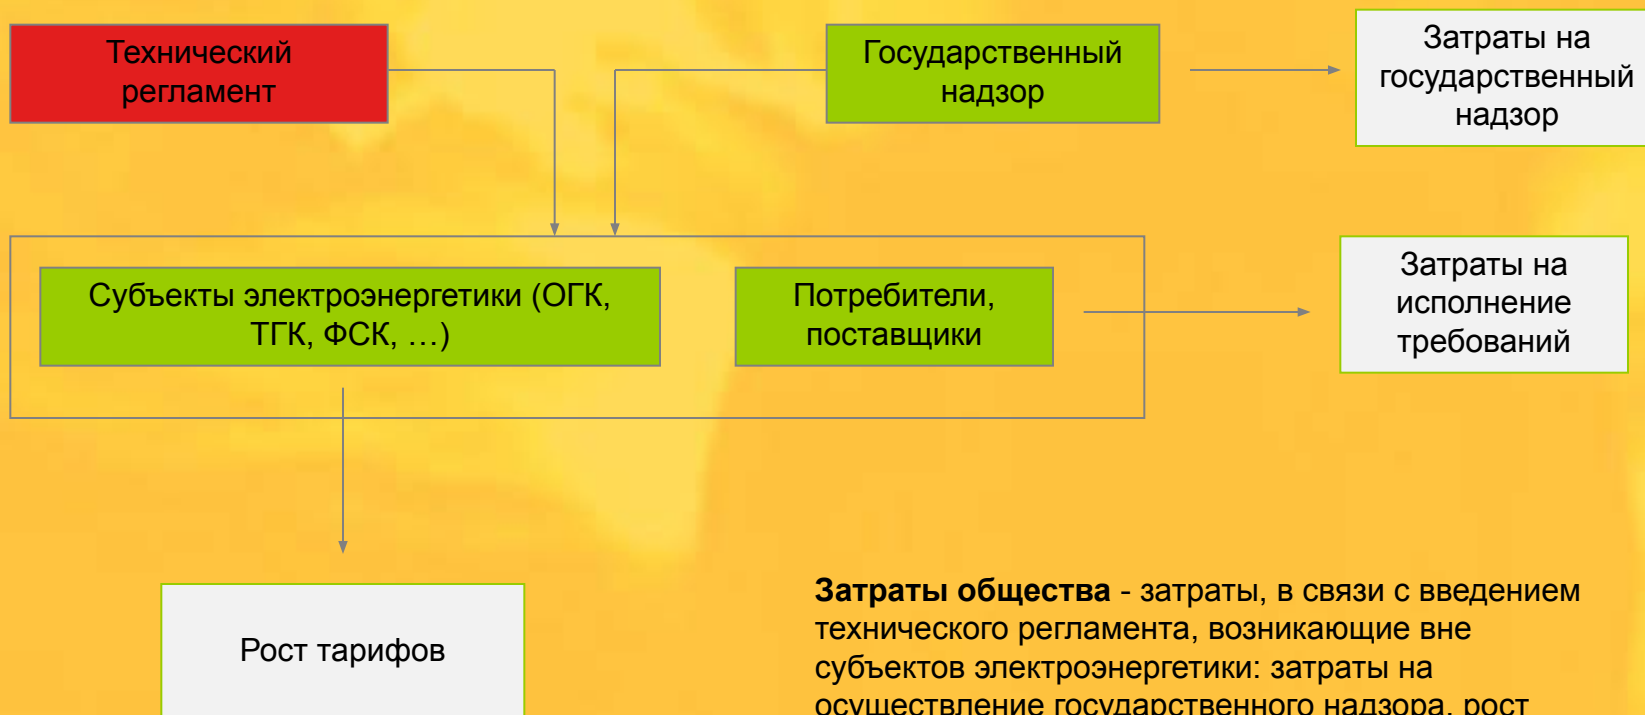 Технический
регламент
Государственный
надзор
Затраты на
государственный
надзор
Субъекты электроэнергетики (ОГК,
ТГК, ФСК, …)
Потребители,
поставщики
Затраты на
исполнение
требований
Рост тарифов
Затраты общества - затраты, в связи с введением
технического регламента, возникающие вне
субъектов электроэнергетики: затраты на
осуществление государственного надзора, рост